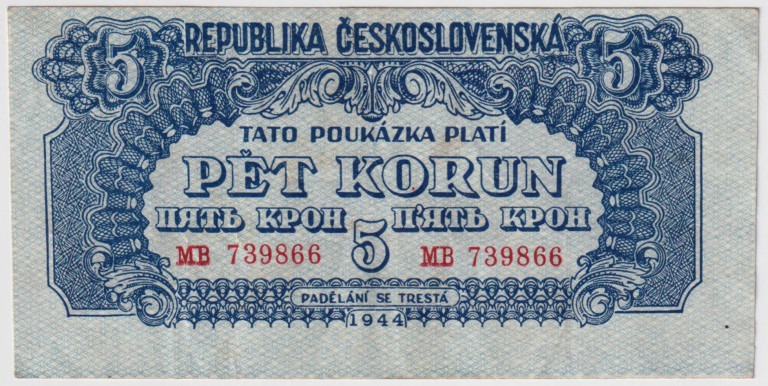 5 REPUBLIKA ČESKOSLOVENSKÁ 5
TATO POUKÁZKA PLATÍ
PĚT KORUN
ПЯТЬ КРОН П'ЯТЬ КРОН
5
MB 739866 MB 739866
PADĚLÁNÍ SE TRESTÁ
1944